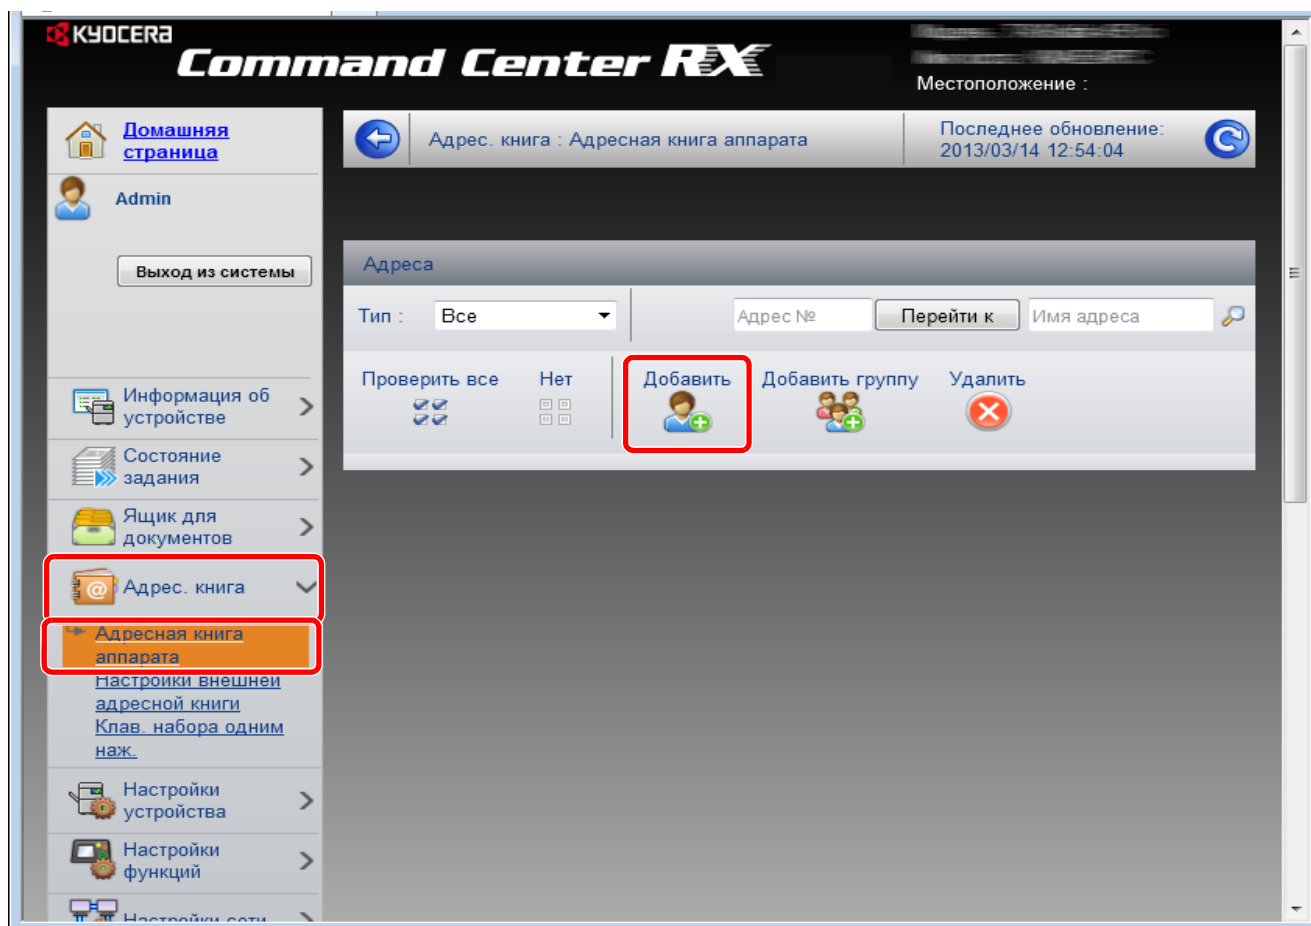 KYOCERA
Command Center RX
Местоположение :
Домашняя
страница
Адрес. книга : Адресная книга аппарата
Последнее обновление:
2013/03/14 12:54:04
Admin
Выход из системы
Адреса
Тип :
Все
Адрес №
Перейти к
Имя адреса
Проверить все
Нет
Добавить
Добавить группу
Удалить
Информация об
устройстве
Состояние
задания
Ящик для
документов
Адрес. книга
Адресная книга
аппарата
Настройки внешней
адресной книги
Клав. набора одним
наж.
Настройки
устройства
Настройки
функций
Настройки сети